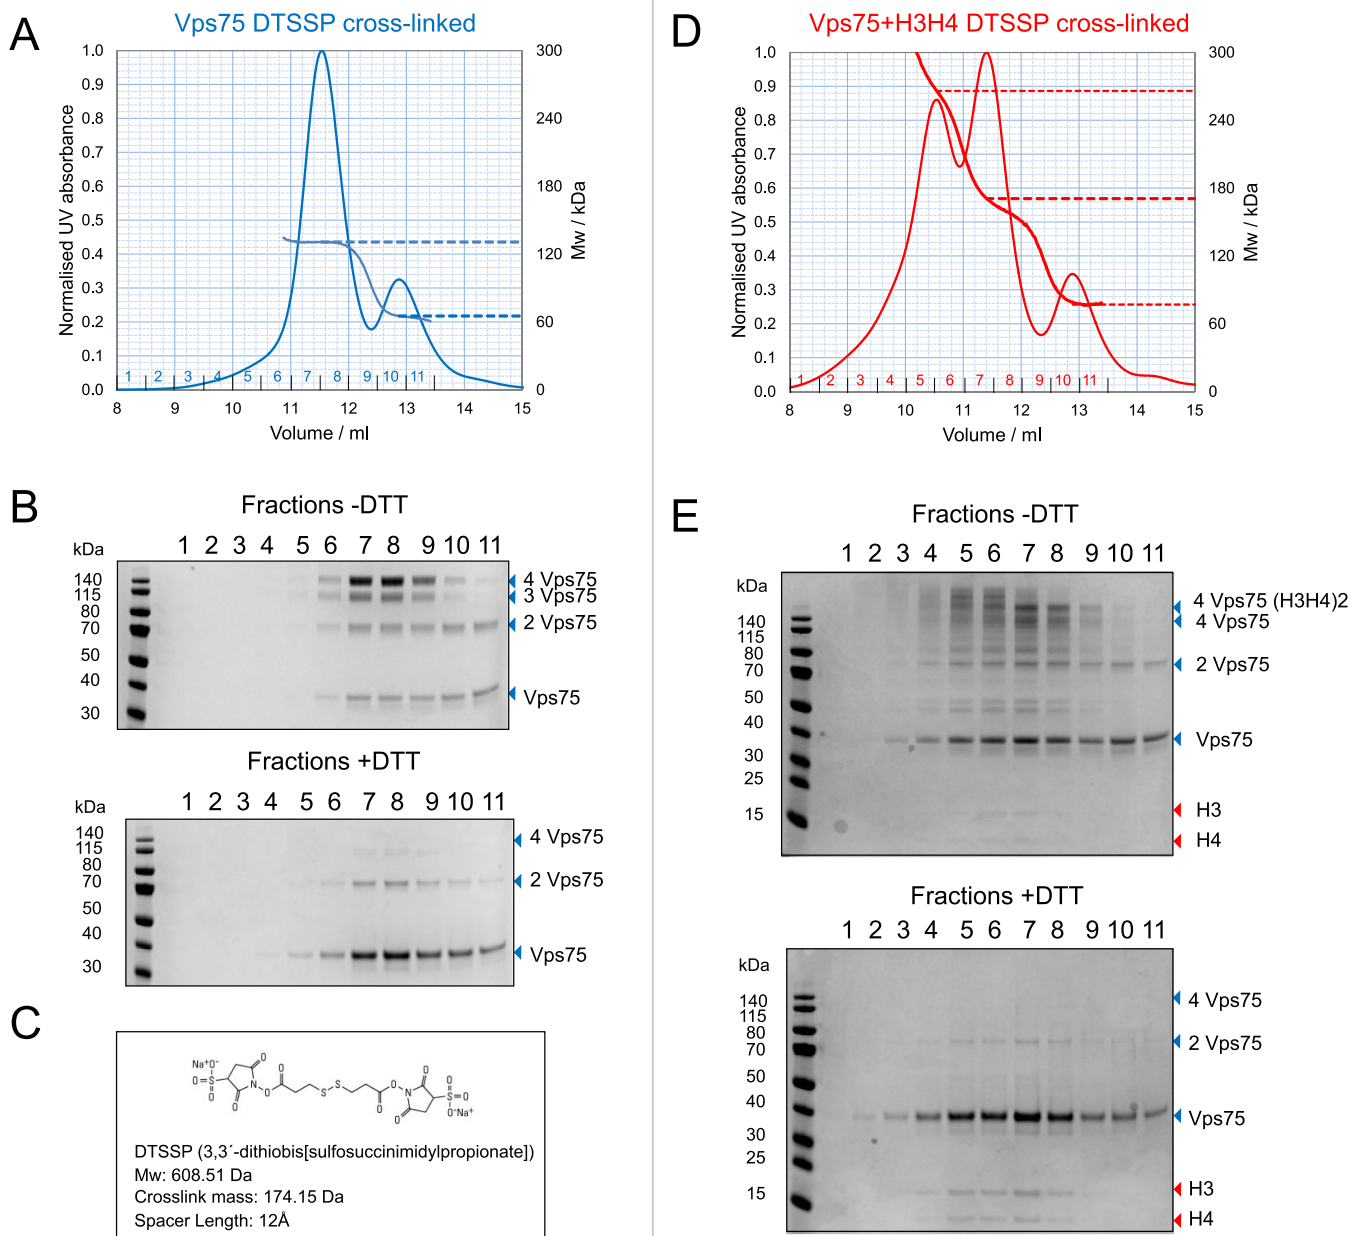 A
Vps75 DTSSP cross-linked
Normalised UV absorbance
1.0
0.9
0.8
0.7
0.6
0.5
0.4
0.3
0.2
0.1
0.0
300
240
180
120
60
0
Mw / kDa
1 2 3 4 5 6 7 8 9 10 11
8 9 10 11 12 13 14 15
Volume / ml
B
Fractions -DTT
kDa 1 2 3 4 5 6 7 8 9 10 11
140
115
80
70
50
40
30
4 Vps75
3 Vps75
2 Vps75
Vps75
Fractions +DTT
kDa 1 2 3 4 5 6 7 8 9 10 11
140
115
80
70
50
40
30
4 Vps75
2 Vps75
Vps75
C
Na+O-
O=S=O
O
O
N
O
O
S-S
O
O
N
O
O
O=S=O
O-Na+
DTSSP (3,3´-dithiobis[sulfosuccinimidylpropionate])
Mw: 608.51 Da
Crosslink mass: 174.15 Da
Spacer Length: 12Å
D
Vps75+H3H4 DTSSP cross-linked
Normalised UV absorbance
1.0
0.9
0.8
0.7
0.6
0.5
0.4
0.3
0.2
0.1
0.0
300
240
180
120
60
0
Mw / kDa
1 2 3 4 5 6 7 8 9 10 11
8 9 10 11 12 13 14 15
Volume / ml
E
Fractions -DTT
1 2 3 4 5 6 7 8 9 10 11
kDa
140
115
80
70
50
40
30
25
15
4 Vps75 (H3H4)2
4 Vps75
2 Vps75
Vps75
H3
H4
Fractions +DTT
1 2 3 4 5 6 7 8 9 10 11
kDa
140
115
80
70
50
40
30
25
15
4 Vps75
2 Vps75
Vps75
H3
H4